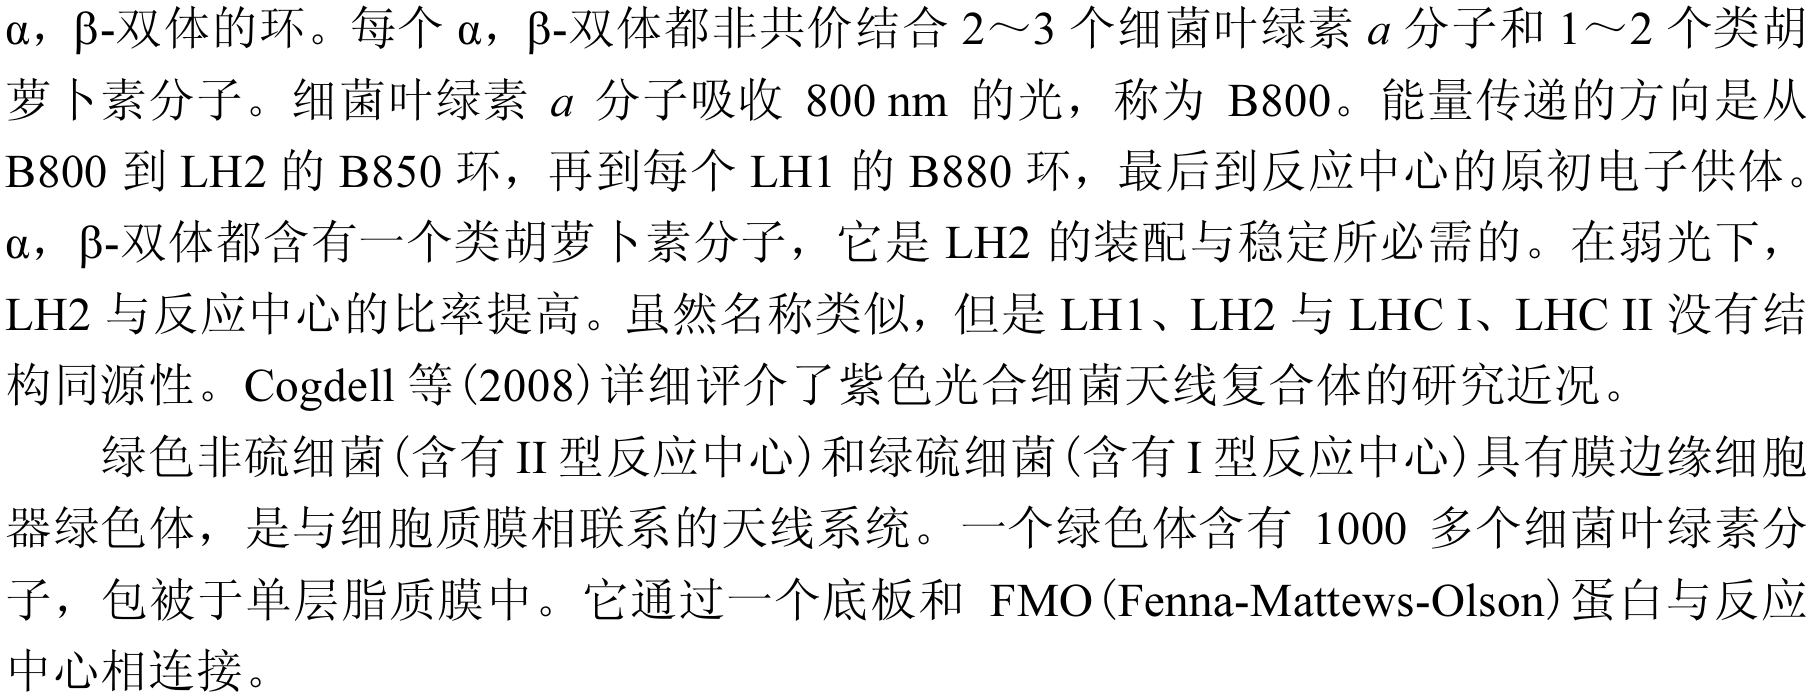 α，β-双体的环。每个 α，β-双体都非共价结合 2～3 个细菌叶绿素 a 分子和 1～2 个类胡
萝卜素分子。细菌叶绿素 a 分子吸收 800 nm 的光，称为 B800。能量传递的方向是从
B800 到 LH2 的 B850 环，再到每个 LH1 的 B880 环，最后到反应中心的原初电子供体。
α，β-双体都含有一个类胡萝卜素分子，它是 LH2 的装配与稳定所必需的。在弱光下，
LH2 与反应中心的比率提高。虽然名称类似，但是 LH1、LH2 与 LHC I、LHC II 没有结
构同源性。Cogdell 等(2008)详细评介了紫色光合细菌天线复合体的研究近况。
绿色非硫细菌(含有 II 型反应中心)和绿硫细菌(含有 I 型反应中心)具有膜边缘细胞
器绿色体，是与细胞质膜相联系的天线系统。一个绿色体含有 1000 多个细菌叶绿素分
子，包被于单层脂质膜中。它通过一个底板和 FMO(Fenna-Mattews-Olson)蛋白与反应
中心相连接。